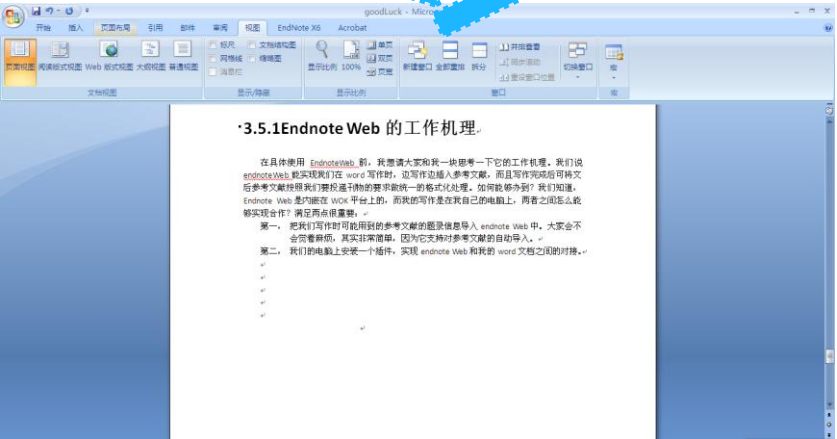 goodLuck - Micro
开始 插入 页面布局 引用 邮件 审阅 视图 EndNote X6 Acrobat
页面视图 阅读版式视图 Web 版式视图 大纲视图 普通视图
标尺 文档结构图
网格线 缩略图
消息栏
显示比例 100%
单页
双页
页宽
新建窗口 全部重排 拆分
并排查看
同步滚动
重设窗口位置
切换窗口
宏
文档视图 显示/隐藏 显示比例 窗口 宏
3.5.1Endnote Web 的工作机理
在具体使用 EndnoteWeb 前，我想请大家和我一块思考一下它的工作机理。我们说
endnoteWeb 能实现我们在 word 写作时，边写作边插入参考文献，而且写作完成后可将文
后参考文献按照我们要投递刊物的要求做统一的格式化处理。如何能够办到？我们知道，
Endnote Web 是内嵌在 WOK 平台上的，而我的写作是在我自己的电脑上，两者之间怎么能
够实现合作？满足两点很重要：
第一， 把我们写作时可能用到的参考文献的题录信息导入 endnote Web 中。大家会不
会觉着麻烦，其实非常简单，因为它支持对参考文献的自动导入。
第二， 我们的电脑上安装一个插件，实现 endnote Web 和我的 word 文档之间的对接。